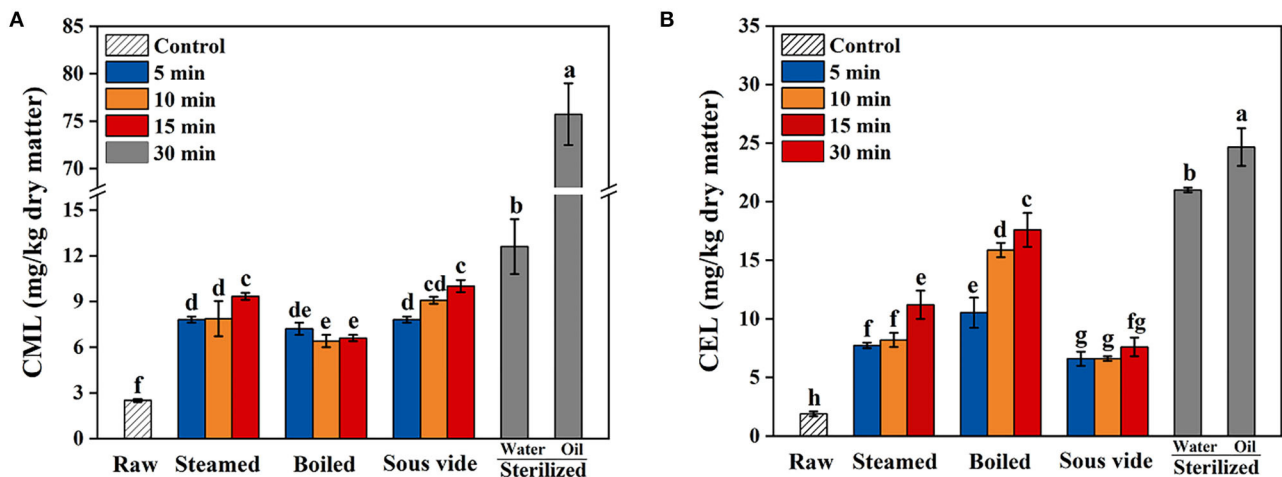 A
CML (mg/kg dry matter)
85
80
75
70
15
12
9
6
3
0
Control
5 min
10 min
15 min
30 min
f
d
d
c
de
e
e
d
cd
c
b
a
Raw
Steamed
Boiled
Sous vide
Water
Oil
Sterilized
B
CEL (mg/kg dry matter)
35
30
25
20
15
10
5
0
Control
5 min
10 min
15 min
30 min
h
f
f
e
e
d
c
g
g
fg
b
a
Raw
Steamed
Boiled
Sous vide
Water
Oil
Sterilized